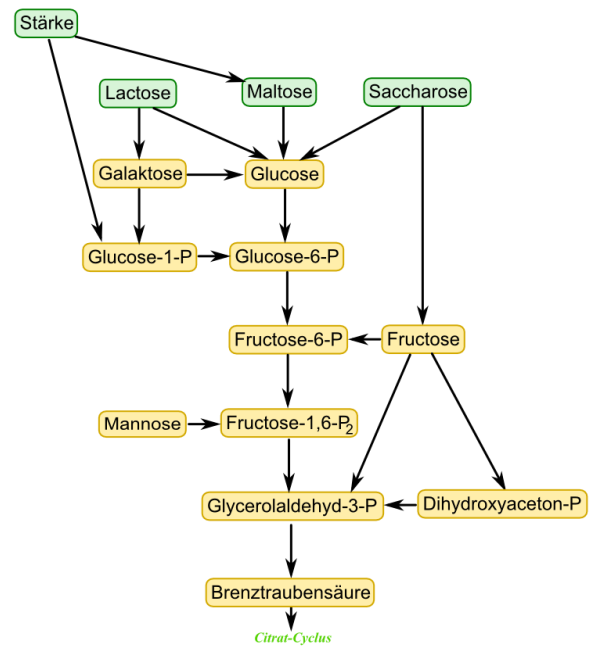 Stärke
Lactose
Maltose
Saccharose
Galaktose
Glucose
Glucose-1-P
Glucose-6-P
Fructose-6-P
Fructose
Mannose
Fructose-1,6-P2
Glycerolaldehyd-3-P
Dihydroxyaceton-P
Brenztraubensäure
Citrat-Cyclus